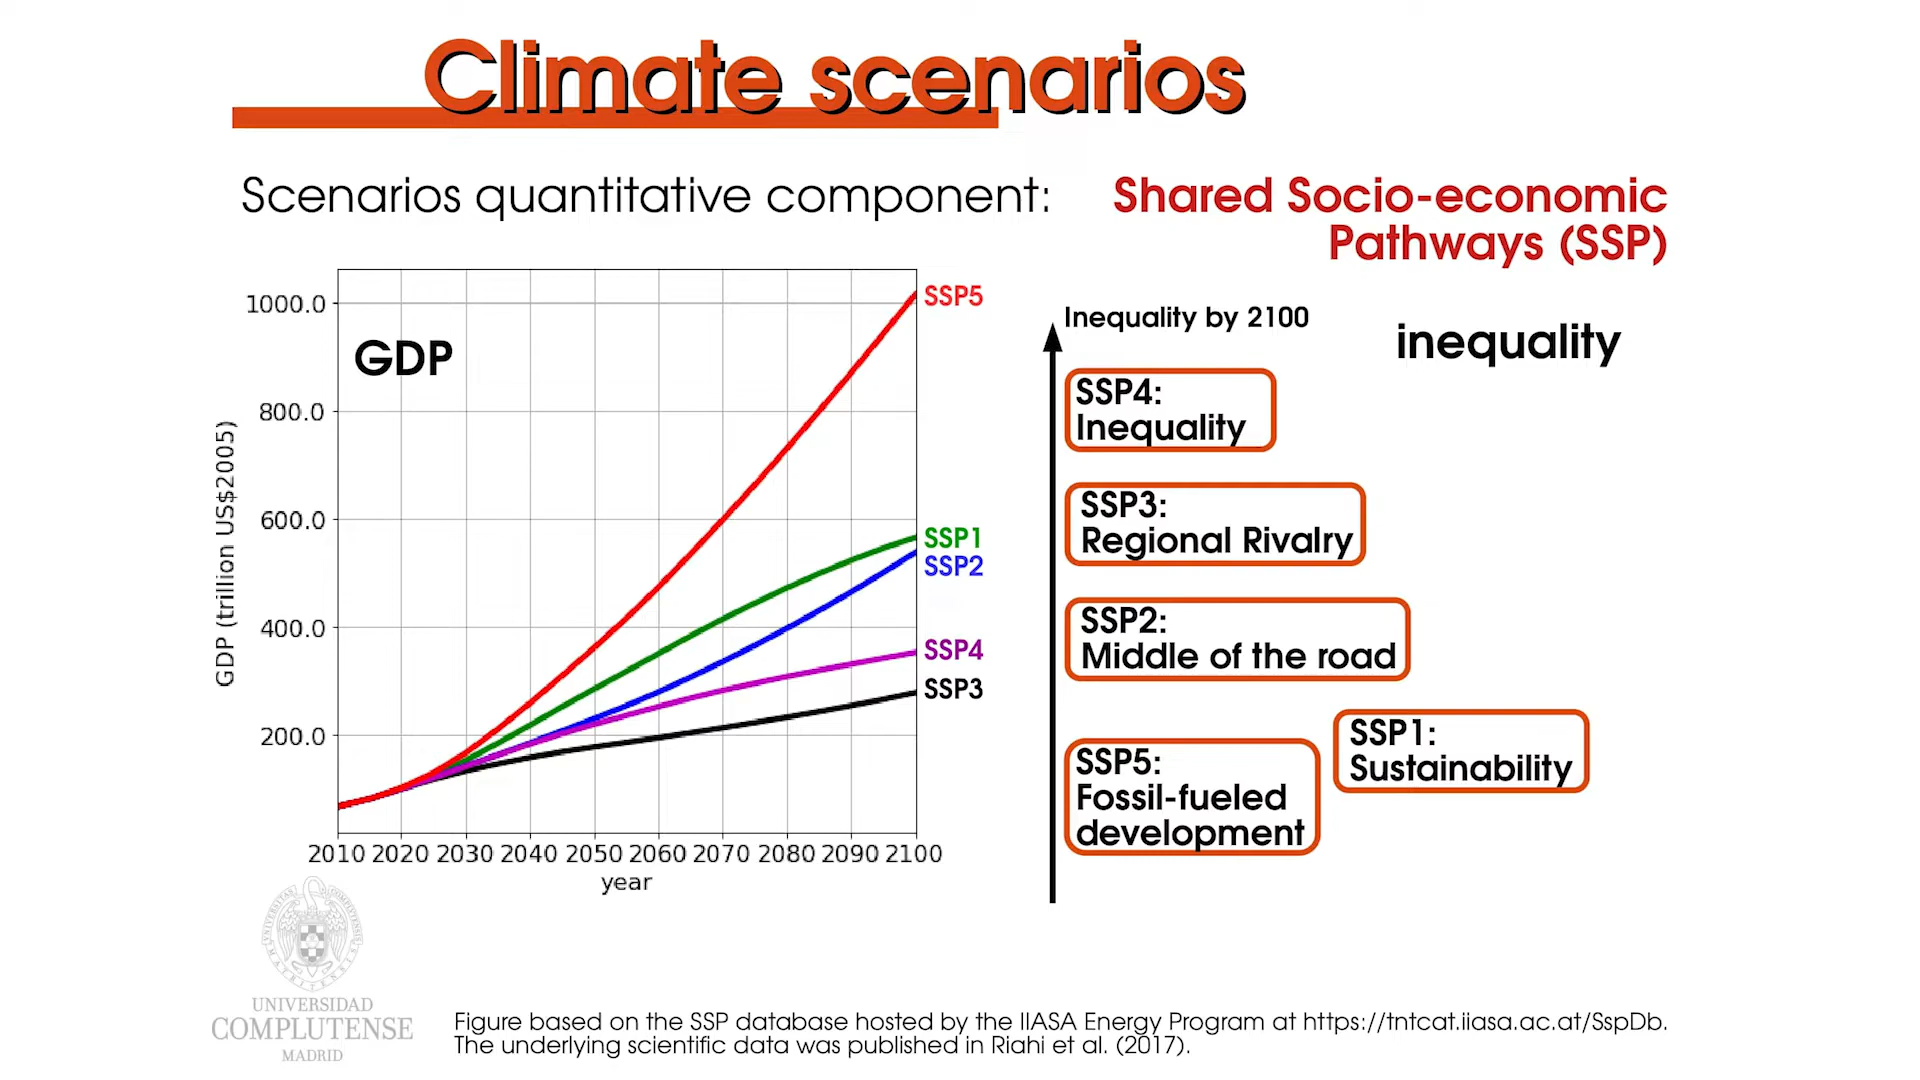 Climate scenarios
Scenarios quantitative component:
Shared Socio-economic
Pathways (SSP)
GDP
GDP (trillion US$2005)
1000.0
800.0
600.0
400.0
200.0
SSP5
SSP1
SSP2
SSP4
SSP3
2010 2020 2030 2040 2050 2060 2070 2080 2090 2100
year
Inequality by 2100
inequality
SSP4:
Inequality
SSP3:
Regional Rivalry
SSP2:
Middle of the road
SSP1:
Sustainability
SSP5:
Fossil-fueled
development
UNIVERSIDAD
COMPLUTENSE
MADRID
Figure based on the SSP database hosted by the IIASA Energy Program at https://tntcat.iiasa.ac.at/SspDb.
The underlying scientific data was published in Riahi et al. (2017).